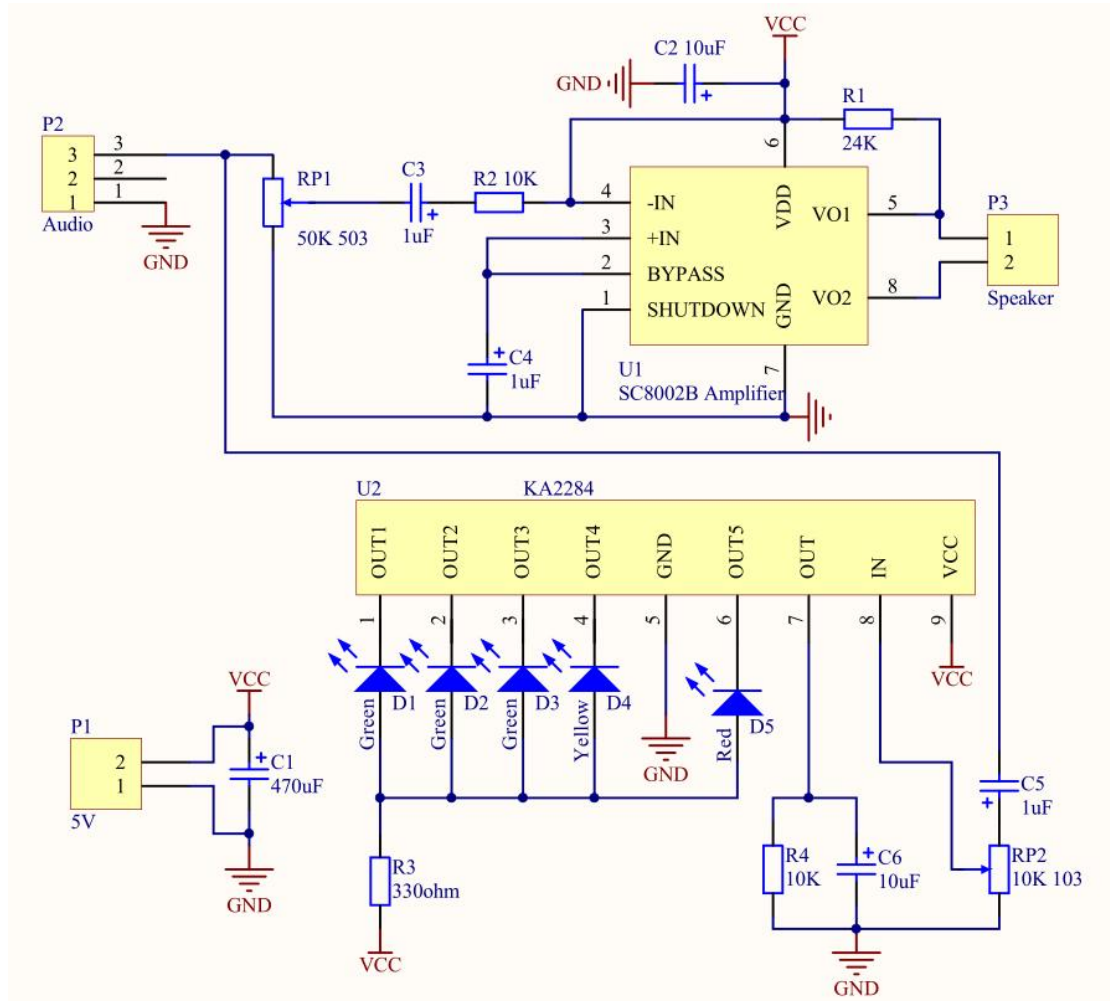 VCC
C2 10uF
GND
R1
24K
P2
3
2
1
3
2
1
Audio
GND
RP1
50K 503
C3
1uF
R2 10K
4
3
2
1
-IN
+IN
BYPASS
SHUTDOWN
6
VDD
GND
7
VO1
VO2
5
8
P3
1
2
Speaker
C4
1uF
U1
SC8002B Amplifier
U2
KA2284
OUT1
OUT2
OUT3
OUT4
GND
OUT5
OUT
IN
VCC
1
2
3
4
5
6
7
8
9
D1
D2
D3
D4
D5
Green
Green
Green
Yellow
Red
GND
VCC
VCC
P1
2
1
5V
C1
470uF
GND
R3
330ohm
VCC
R4
10K
C6
10uF
C5
1uF
RP2
10K 103
GND